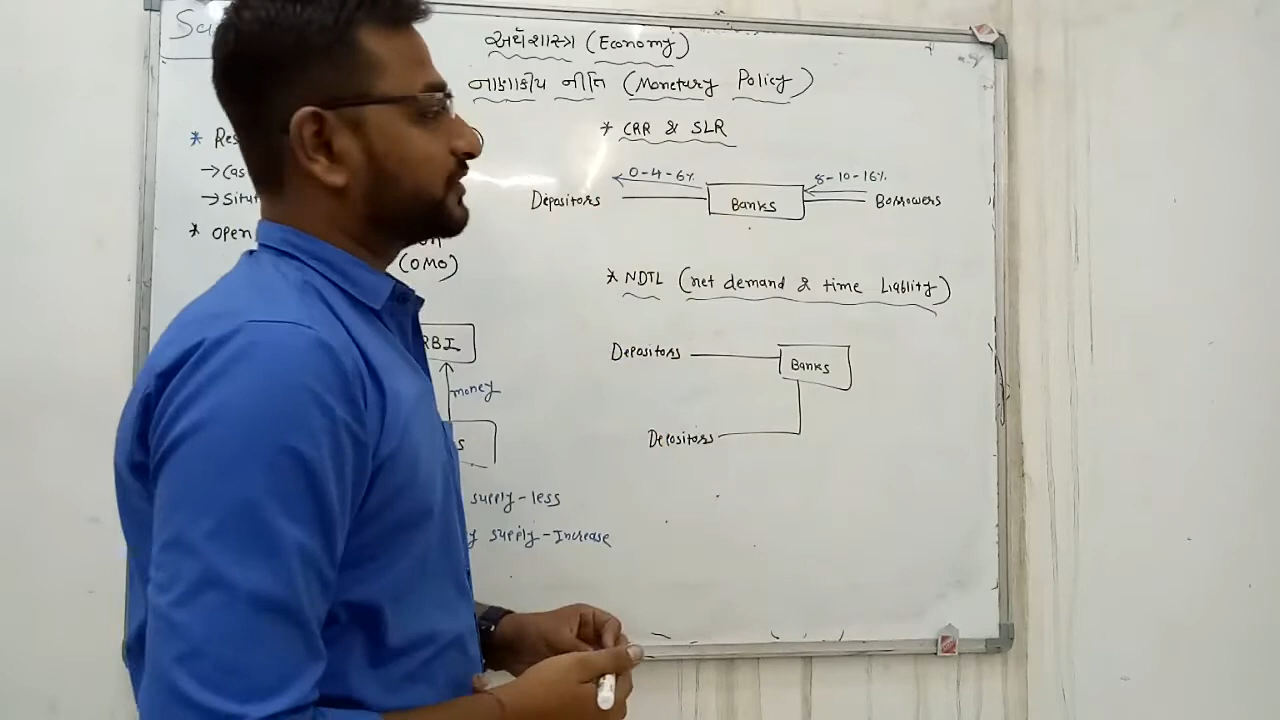 અર્થશાસ્ત્ર (Economy)
નાણાકીય નીતિ (Monetary Policy)
* CRR & SLR
0-4-6%
8-10-16%
Depositors
Banks
Borrowers
* Open
(OMO)
* NDTL (net demand & time Liablity)
RBI
money
Depositors
Banks
Depositors
supply-less
supply-Increase